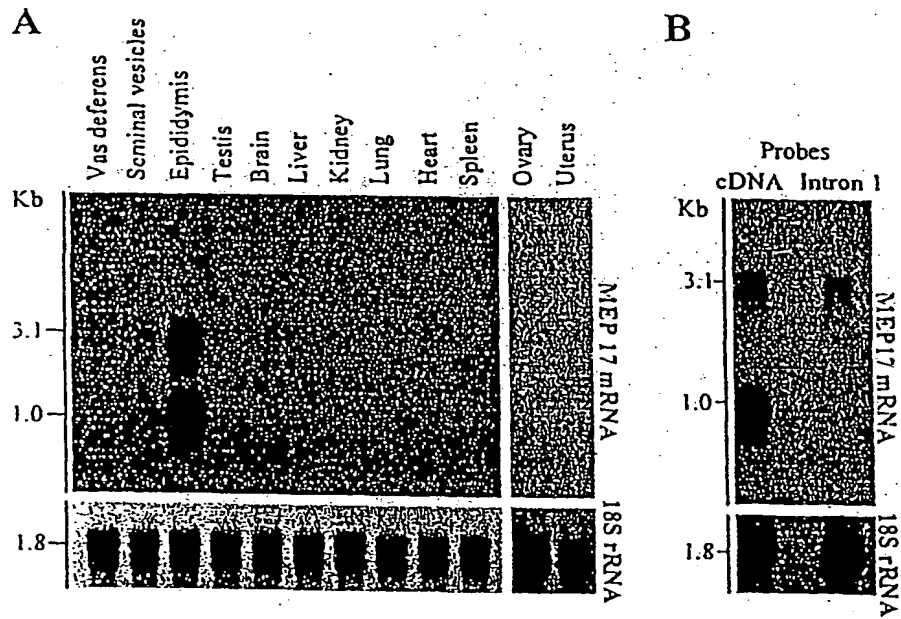 A
Vas deferens
Seminal vesicles
Epididymis
Testis
Brain
Liver
Kidney
Lung
Heart
Spleen
Ovary
Uterus
Kb
3.1
1.0
MEP17 mRNA
1.8
18S rRNA
B
Probes
cDNA Intron 1
Kb
3.1
1.0
MEP17 mRNA
1.8
18S rRNA